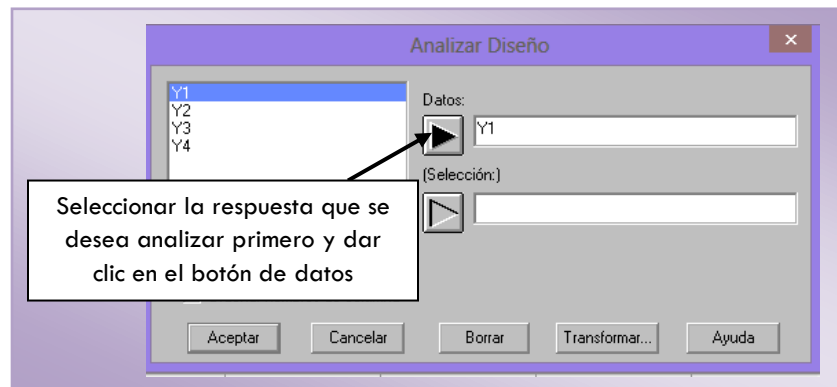 Analizar Diseño
Y1
Y2
Y3
Y4
Datos:
Y1
(Selección:)
Seleccionar la respuesta que se
desea analizar primero y dar
clic en el botón de datos
Aceptar
Cancelar
Borrar
Transformar...
Ayuda